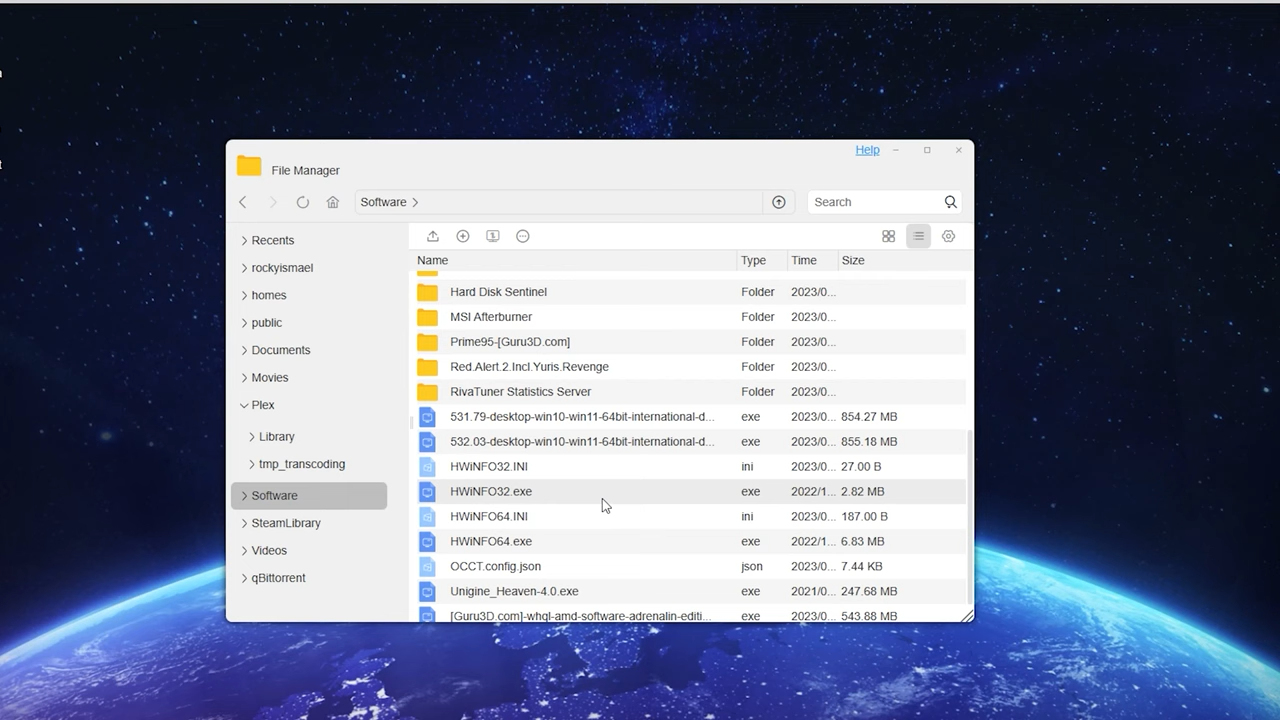 Help
File Manager
Software
Search
Recents
rockyismael
homes
public
Documents
Movies
Plex
Library
tmp_transcoding
Software
SteamLibrary
Videos
qBittorrent
Name Type Time Size
Hard Disk Sentinel Folder 2023/0...
MSI Afterburner Folder 2023/0...
Prime95-[Guru3D.com] Folder 2023/0...
Red.Alert.2.Incl.Yuris.Revenge Folder 2023/0...
RivaTuner Statistics Server Folder 2023/0...
531.79-desktop-win10-win11-64bit-international-d... exe 2023/0... 854.27 MB
532.03-desktop-win10-win11-64bit-international-d... exe 2023/0... 855.18 MB
HWiNFO32.INI ini 2023/0... 27.00 B
HWiNFO32.exe exe 2022/1... 2.82 MB
HWiNFO64.INI ini 2023/0... 187.00 B
HWiNFO64.exe exe 2022/1... 6.83 MB
OCCT.config.json json 2023/0... 7.44 KB
Unigine_Heaven-4.0.exe exe 2021/0... 247.68 MB
[Guru3D.com]-whql-amd-software-adrenalin-editi... exe 2023/0... 543.88 MB